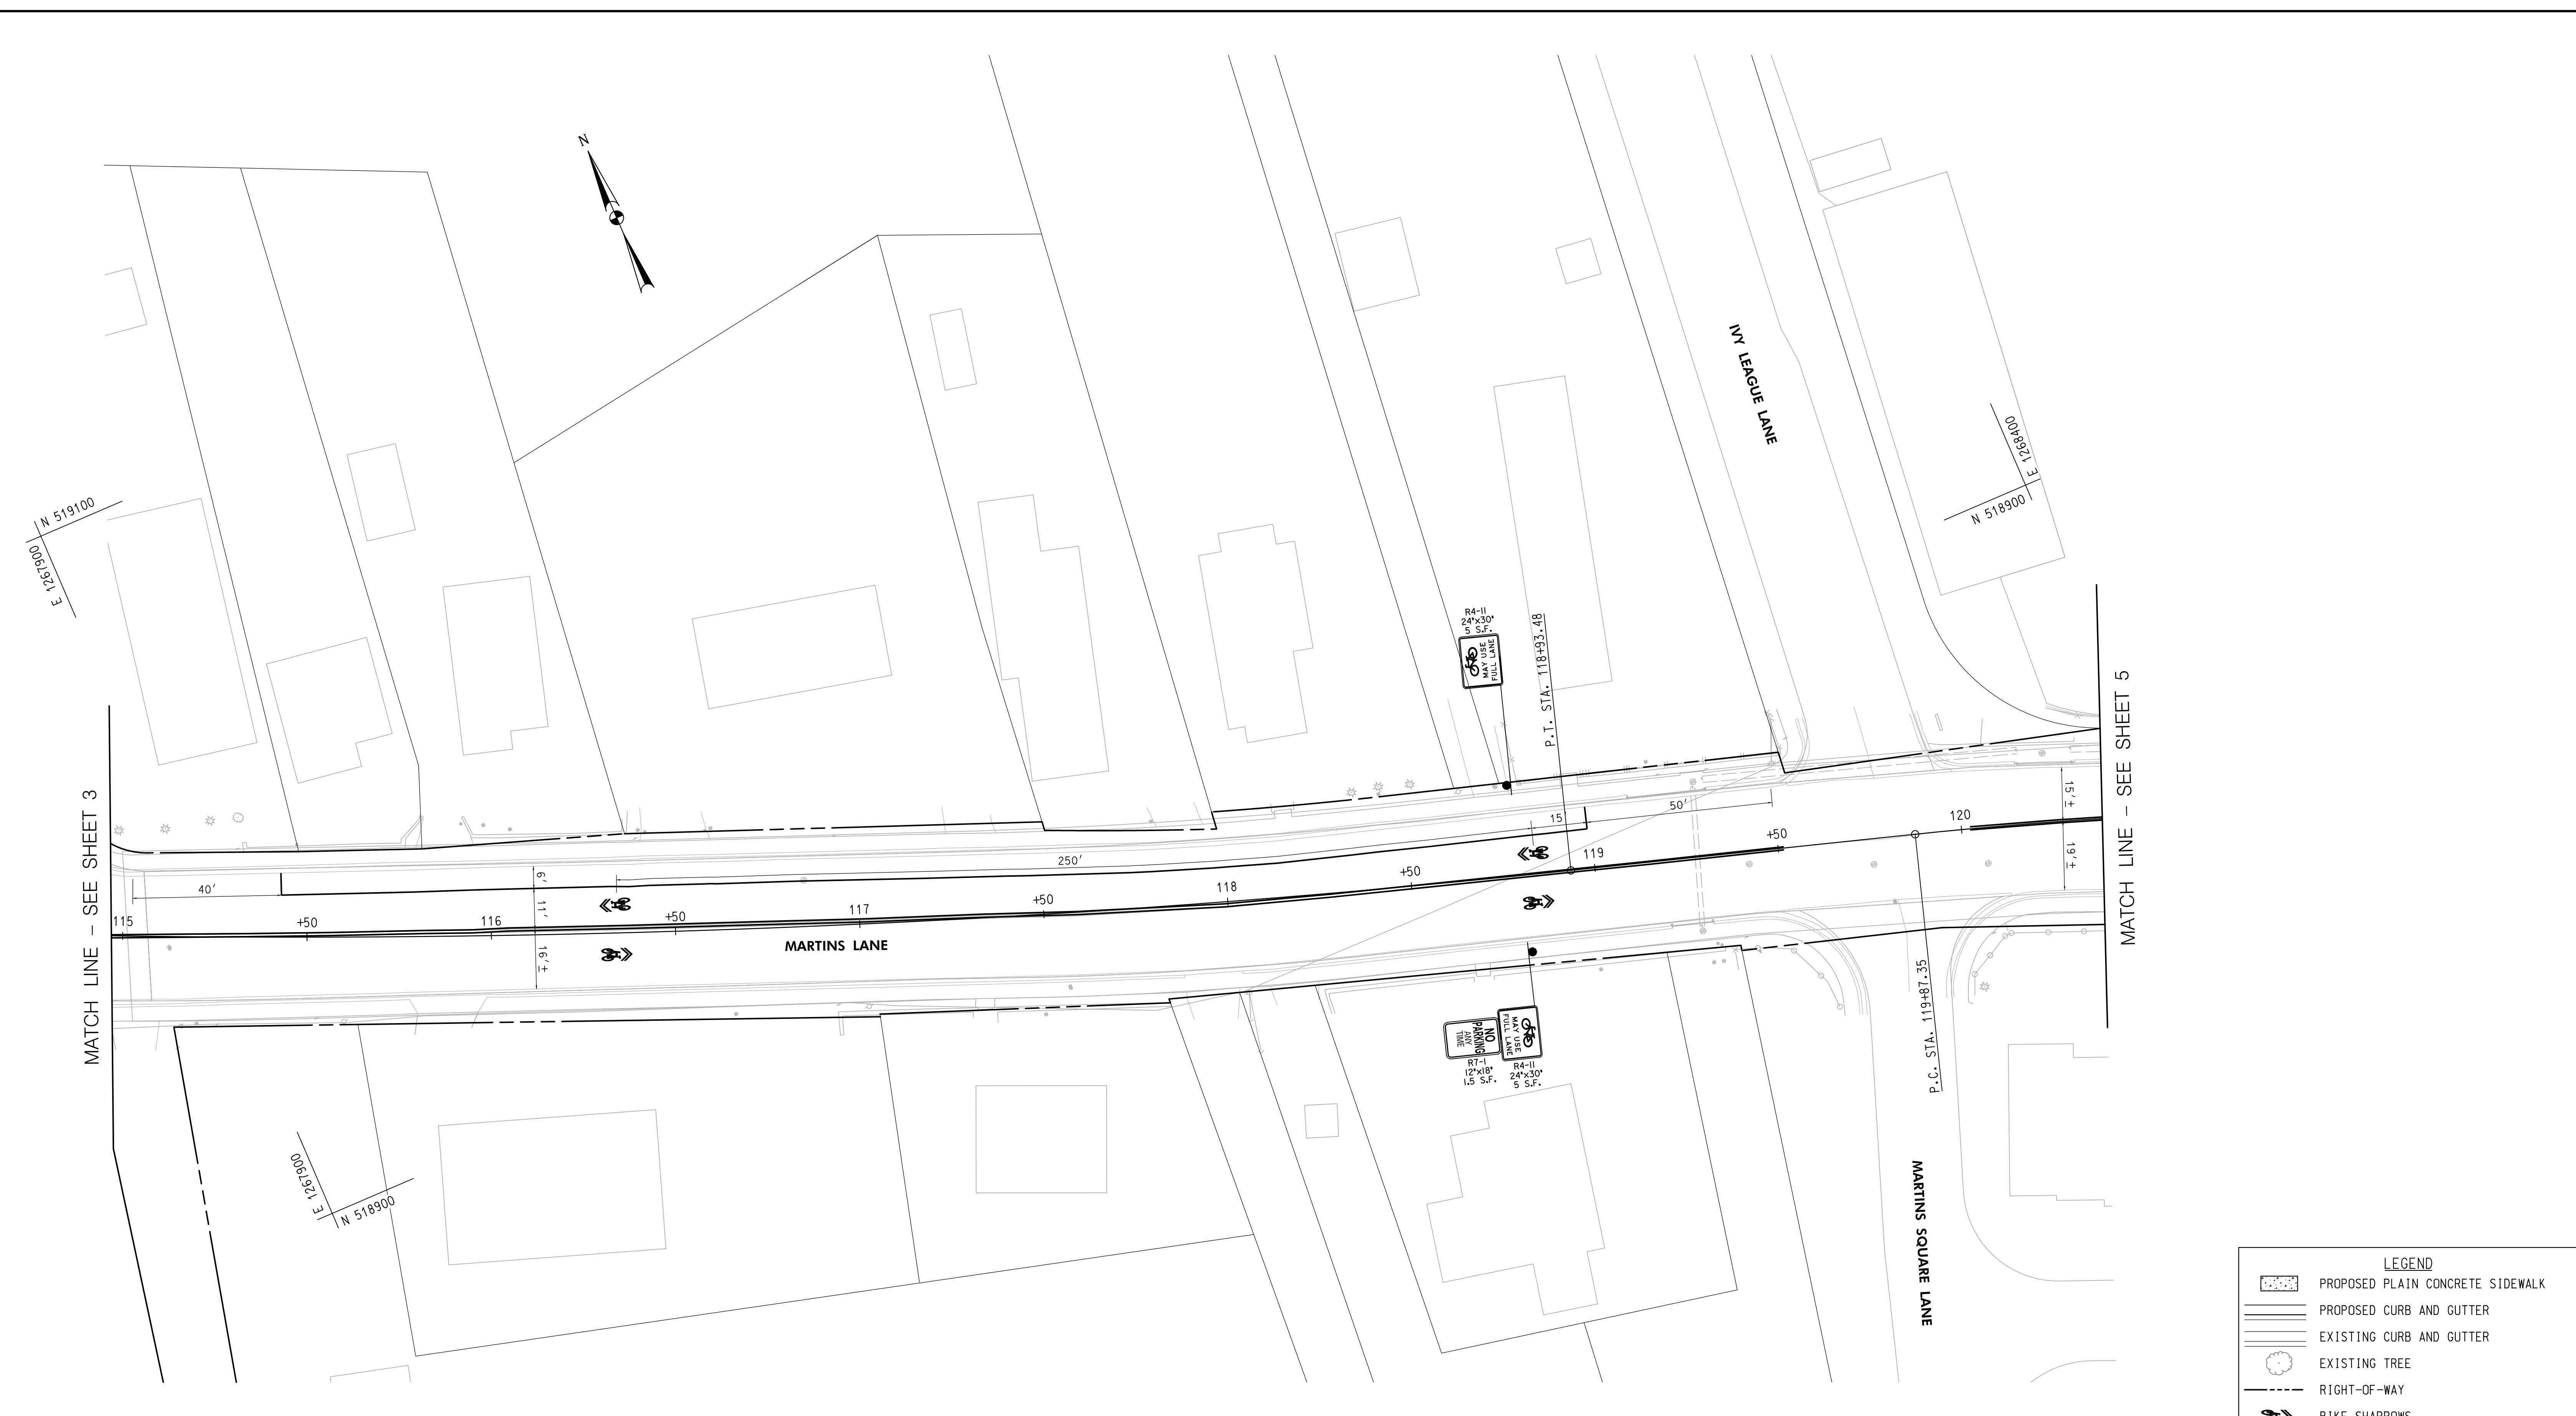 N
N 519100
E 1267900
IVY LEAGUE LANE
E 1268400
N 518900
R4-11
24"x30"
5 S.F.
MAY USE
FULL LANE
P.T. STA. 118+93.48
MATCH LINE - SEE SHEET 3
MATCH LINE - SEE SHEET 5
40'
6'
11'
16'±
250'
15'
50'
15'±
19'±
115
+50
116
+50
117
+50
118
+50
119
+50
120
MARTINS LANE
NO
PARKING
ANY
TIME
R7-1
12"x18"
1.5 S.F.
MAY USE
FULL LANE
R4-11
24"x30"
5 S.F.
P.C. STA. 119+87.35
E 1267900
N 518900
MARTINS SQUARE LANE
LEGEND
PROPOSED PLAIN CONCRETE SIDEWALK
PROPOSED CURB AND GUTTER
EXISTING CURB AND GUTTER
EXISTING TREE
RIGHT-OF-WAY
BIKE SHARROWS